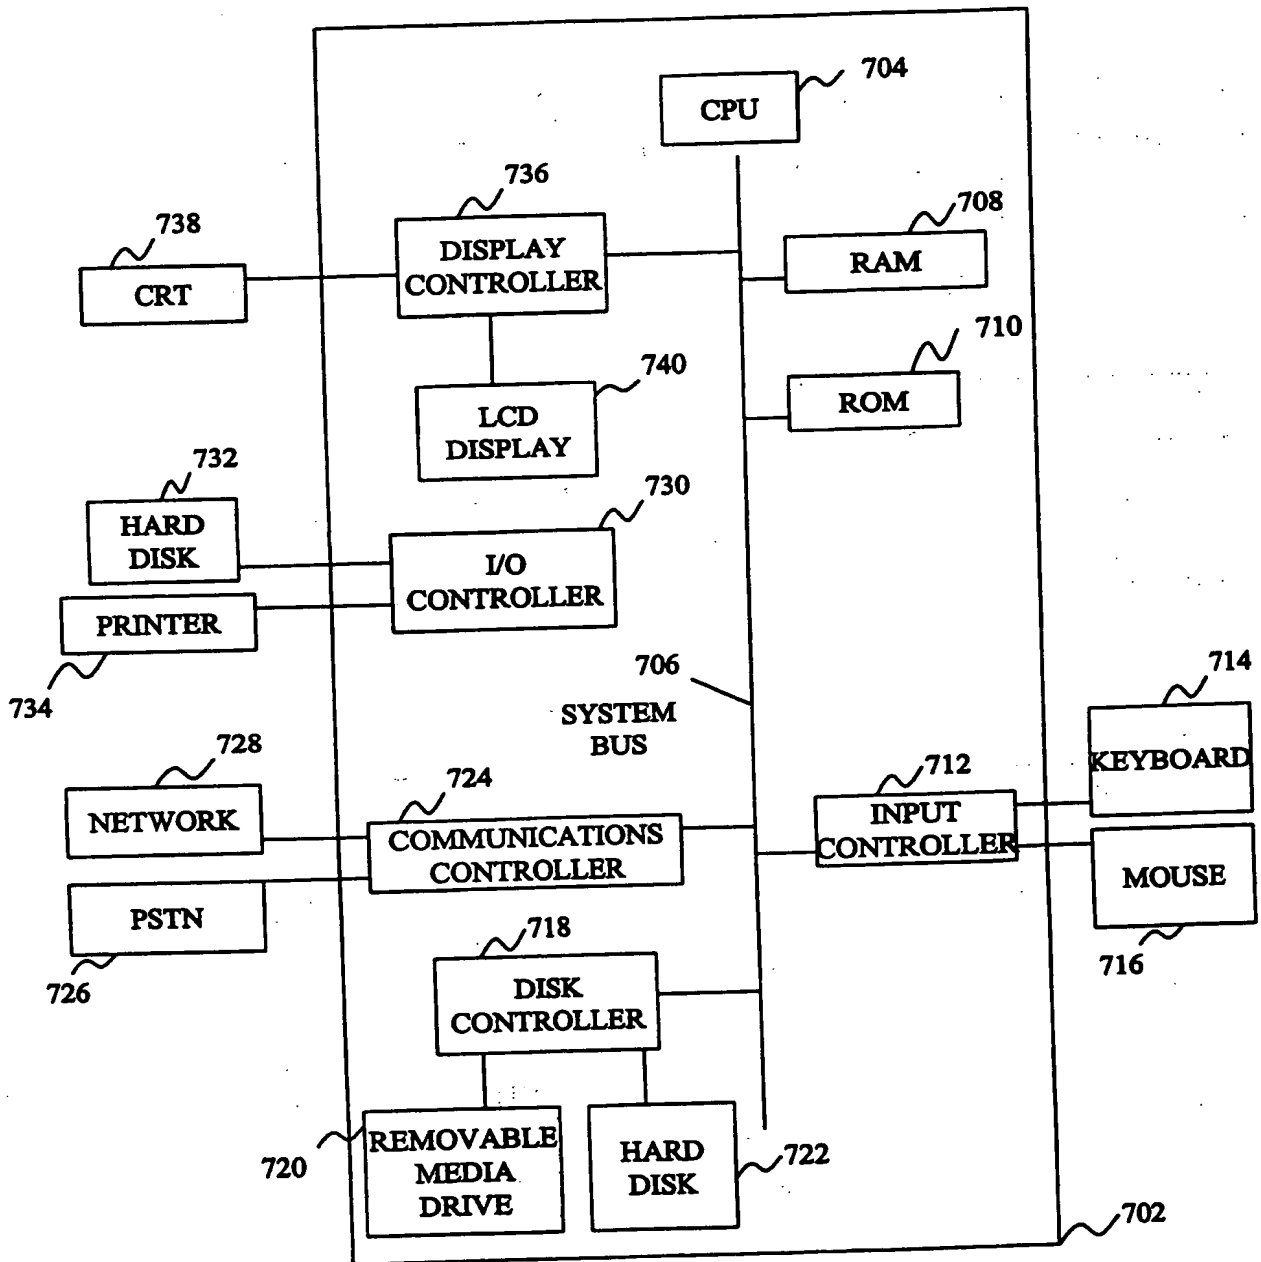 704
CPU
736
708
738
DISPLAY
CONTROLLER
RAM
CRT
710
740
ROM
LCD
DISPLAY
732
730
HARD
DISK
I/O
CONTROLLER
PRINTER
734
706
714
SYSTEM
BUS
728
724
712
KEYBOARD
NETWORK
COMMUNICATIONS
CONTROLLER
INPUT
CONTROLLER
MOUSE
PSTN
726
718
716
DISK
CONTROLLER
720
REMOVABLE
MEDIA
DRIVE
HARD
DISK
722
702